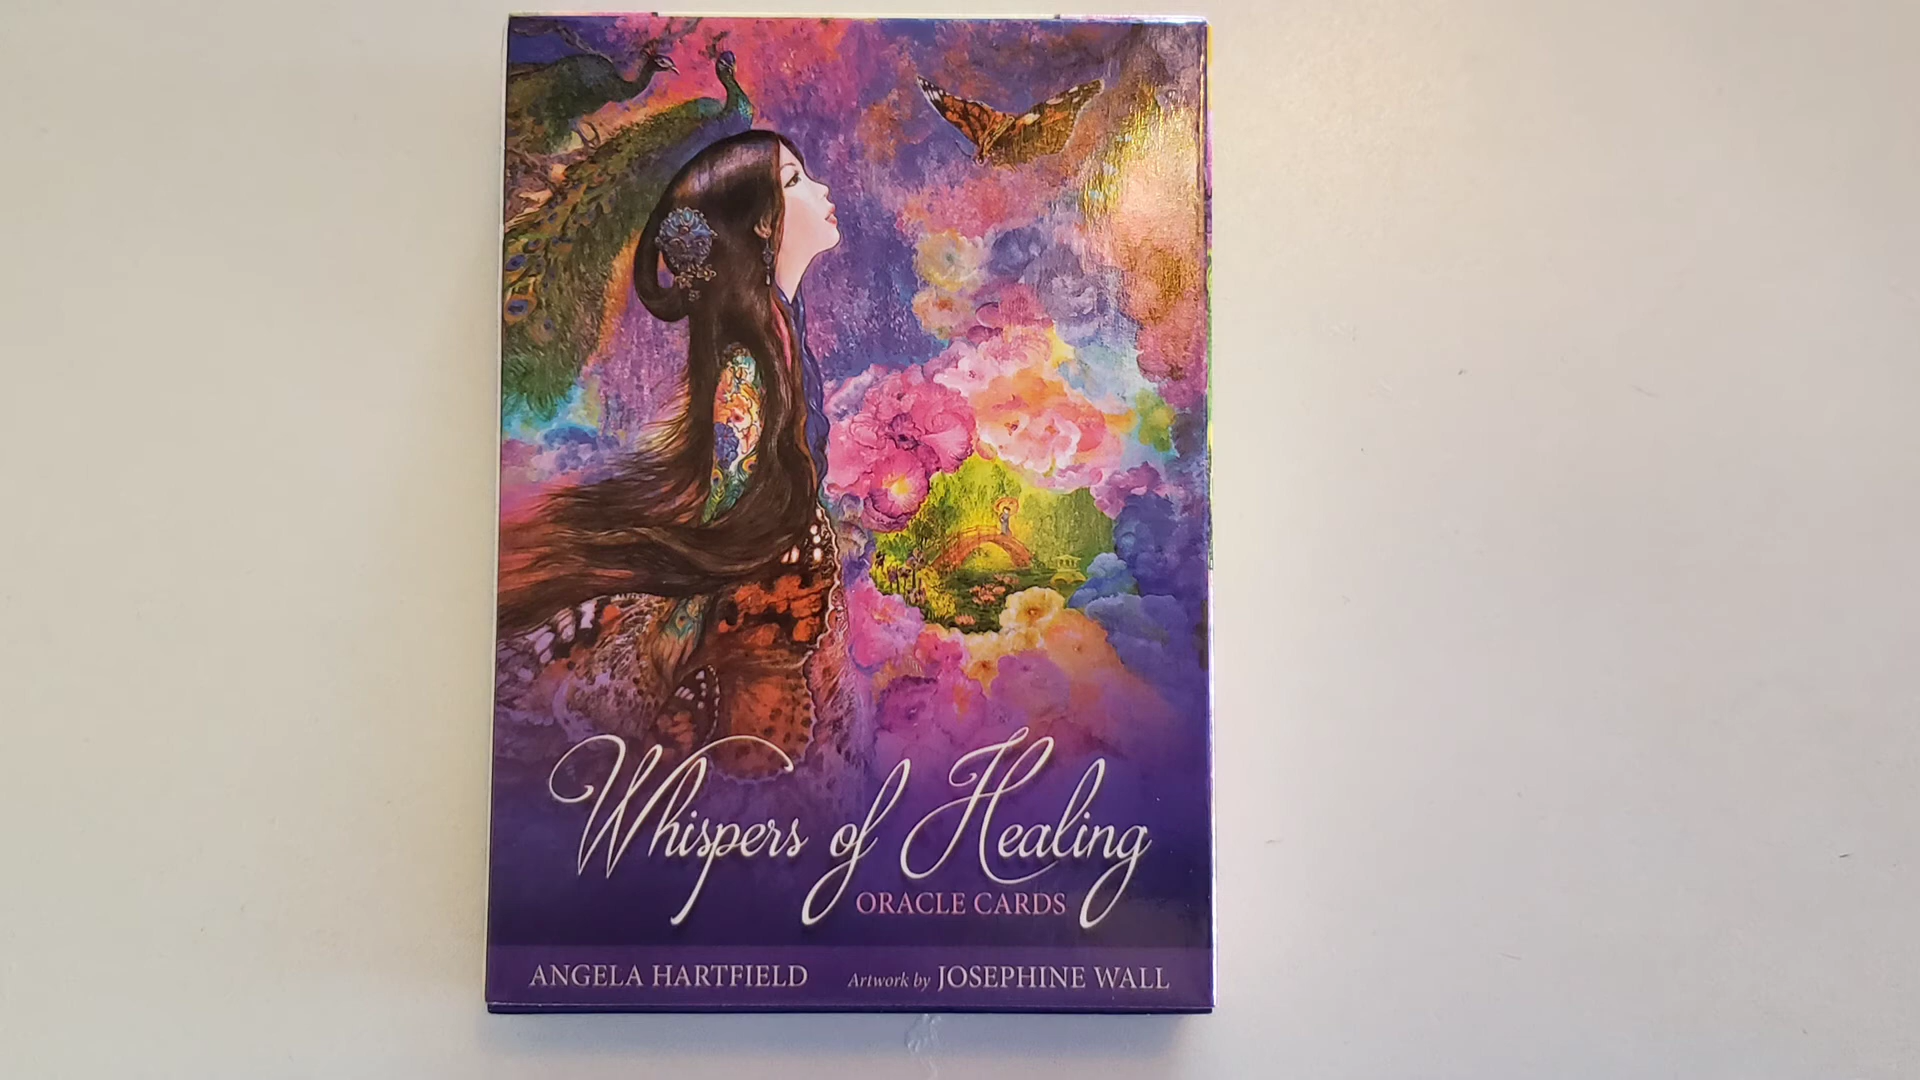 Whispers of Healing
ORACLE CARDS
ANGELA HARTFIELD Artwork by JOSEPHINE WALL